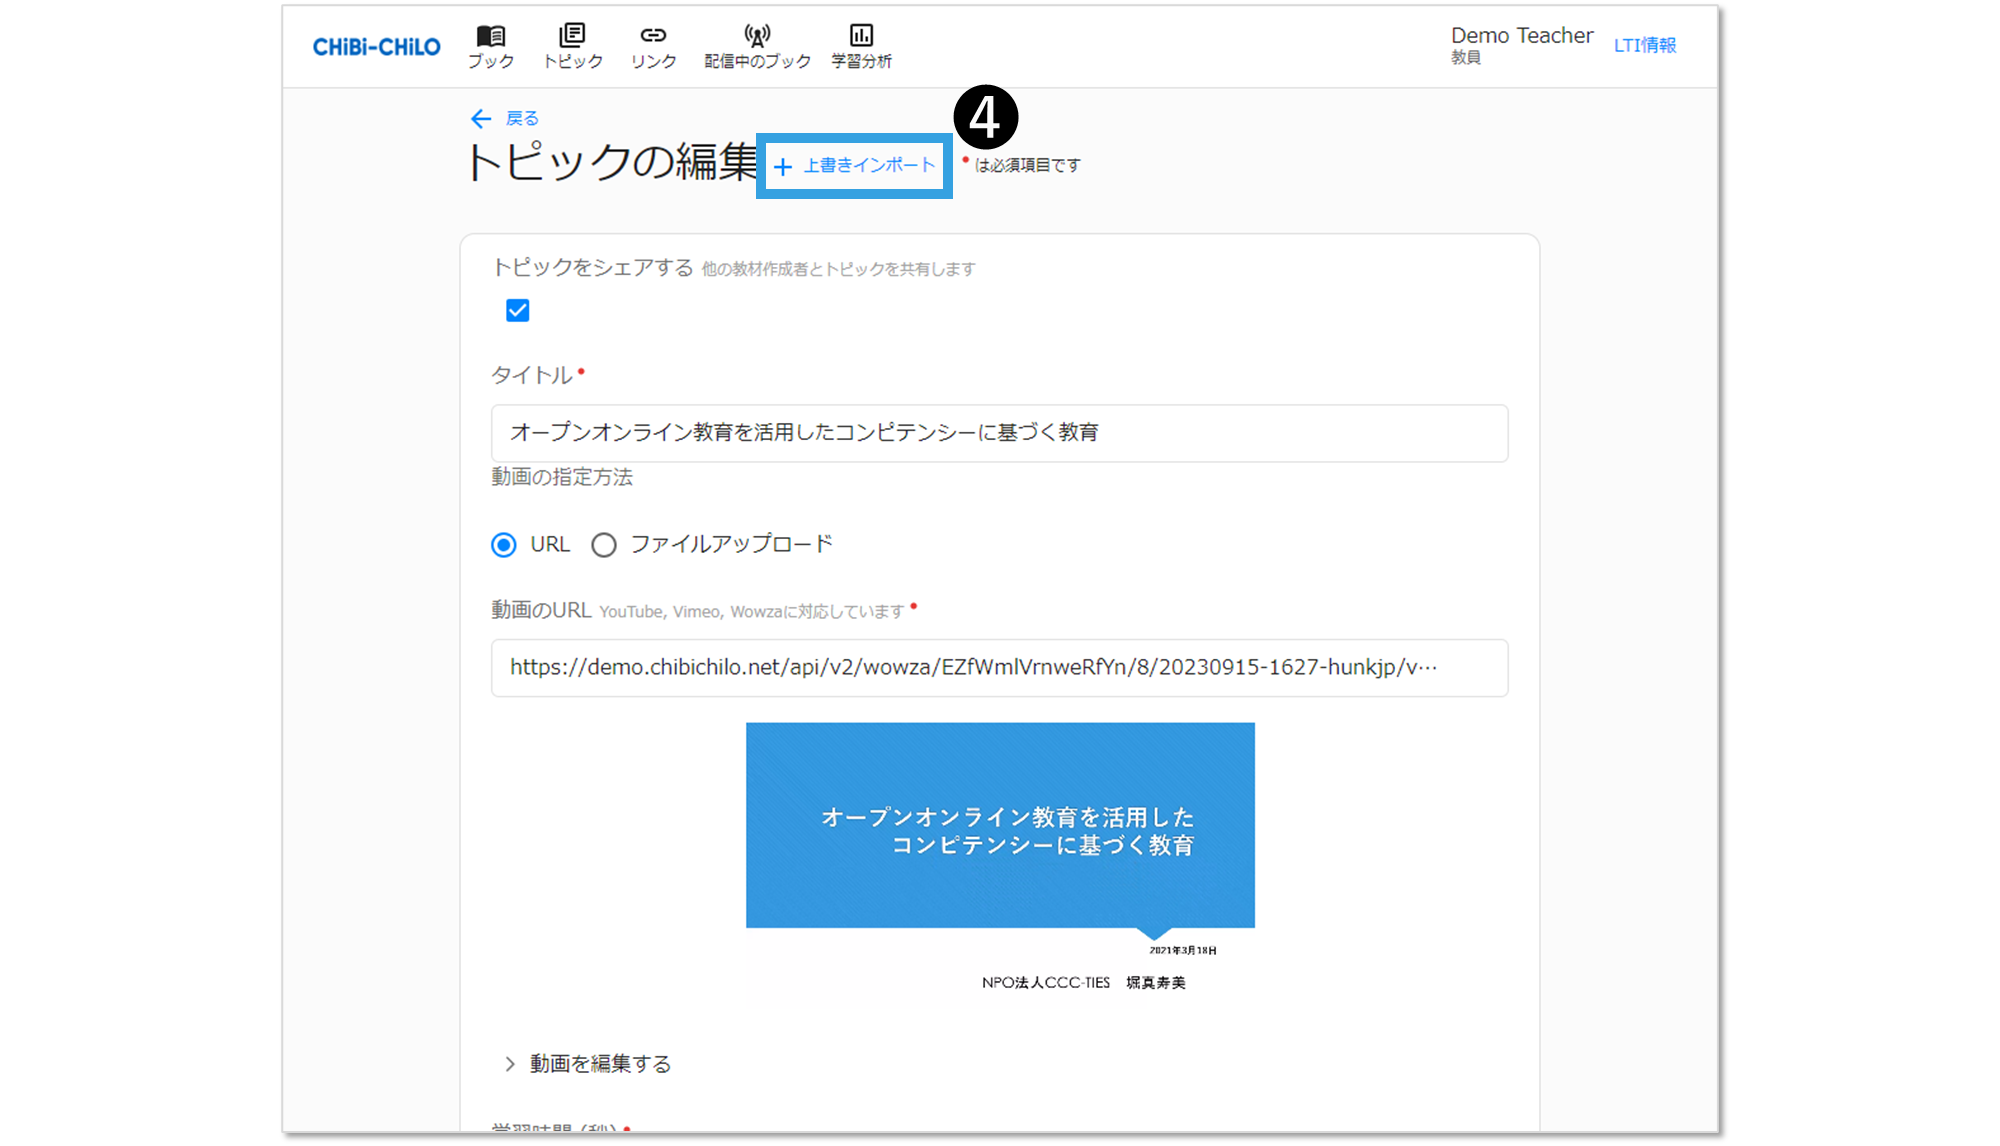 CHiBi-CHiLO
ブック
トピック
リンク
配信中のブック
学習分析
Demo Teacher
教員
LTI情報
← 戻る
4
トピックの編集
+ 上書きインポート
* は必須項目です
トピックをシェアする 他の教材作成者とトピックを共有します
タイトル*
オープンオンライン教育を活用したコンピテンシーに基づく教育
動画の指定方法
URL
ファイルアップロード
動画のURL YouTube, Vimeo, Wowzaに対応しています*
https://demo.chibichilo.net/api/v2/wowza/EZfWmlVrnweRfYn/8/20230915-1627-hunkjp/v…
オープンオンライン教育を活用した
コンピテンシーに基づく教育
2021年3月18日
NPO法人CCC-TIES 堀真寿美
動画を編集する
学習時間 (秒)*